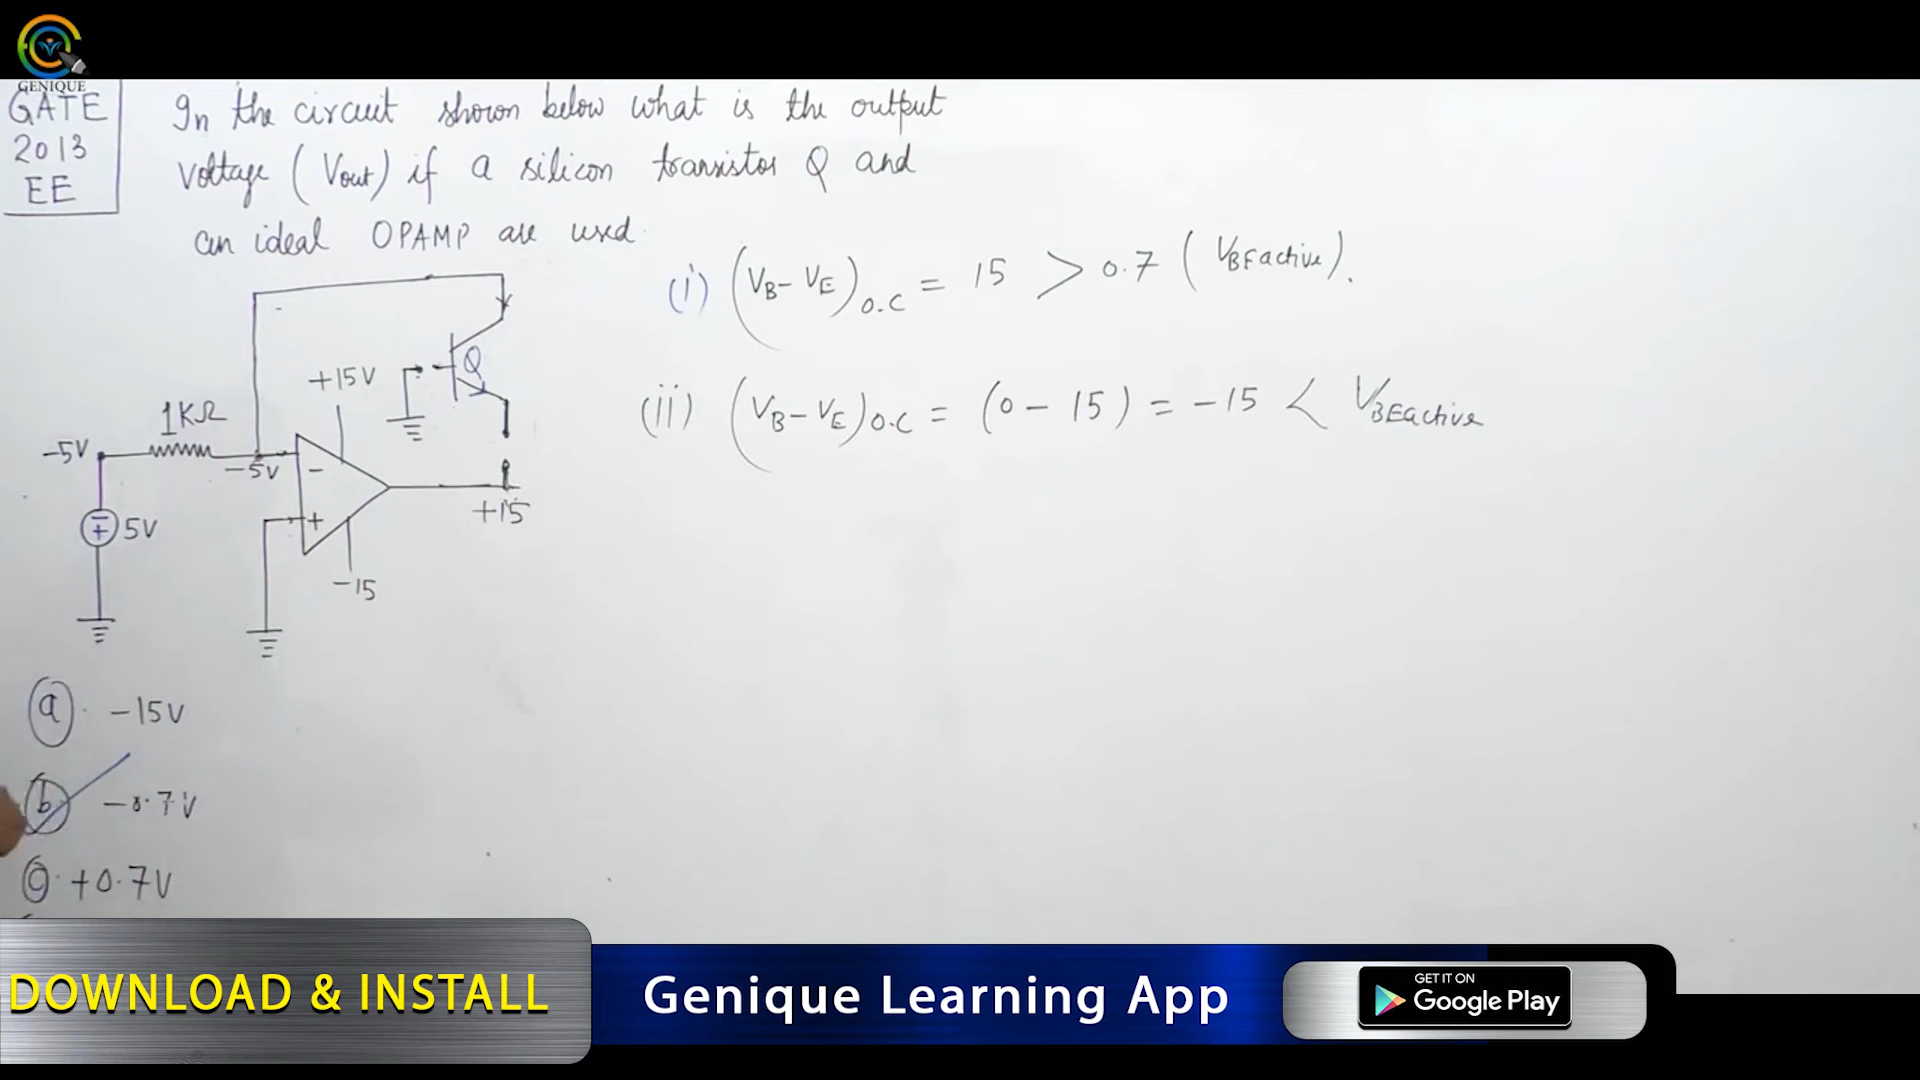 GENIQUE
GATE
2013
EE
In the circuit shown below what is the output
voltage ( Vout) if a silicon transistor Q and
an ideal OPAMP are used.
(i) (VB - VE)O.C = 15 > 0.7 ( VBEactive).
(ii) (VB - VE)O.C = (0 - 15) = -15 < VBEactive
+15V
Q
1KΩ
-5V
-5V
-
+
5V
+15
-15
a. -15V
b -0.7V
C. +0.7V
DOWNLOAD & INSTALL
Genique Learning App
GET IT ON
Google Play